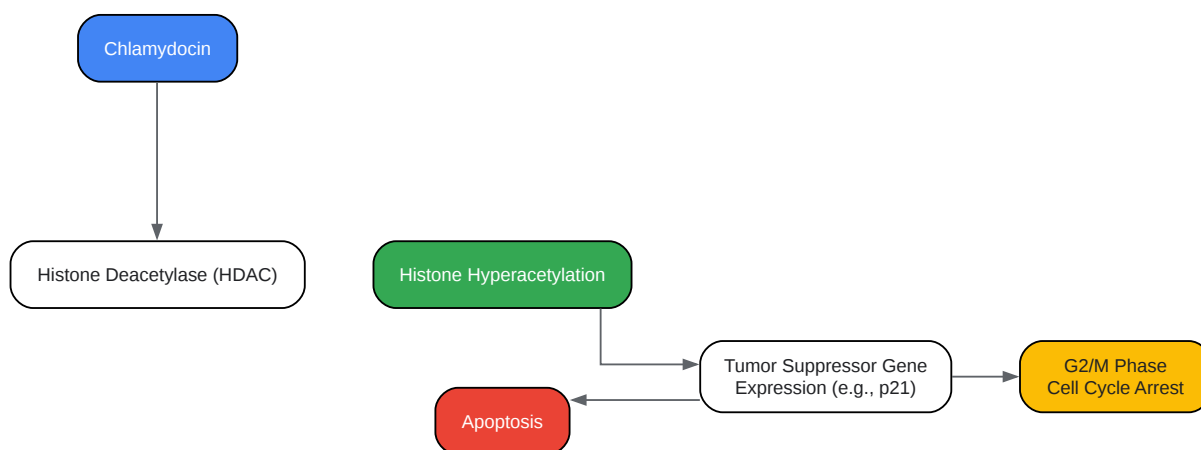 Chlamydocin
Histone Deacetylase (HDAC)
Histone Hyperacetylation
Tumor Suppressor Gene
Expression (e.g., p21)
G2/M Phase
Cell Cycle Arrest
Apoptosis